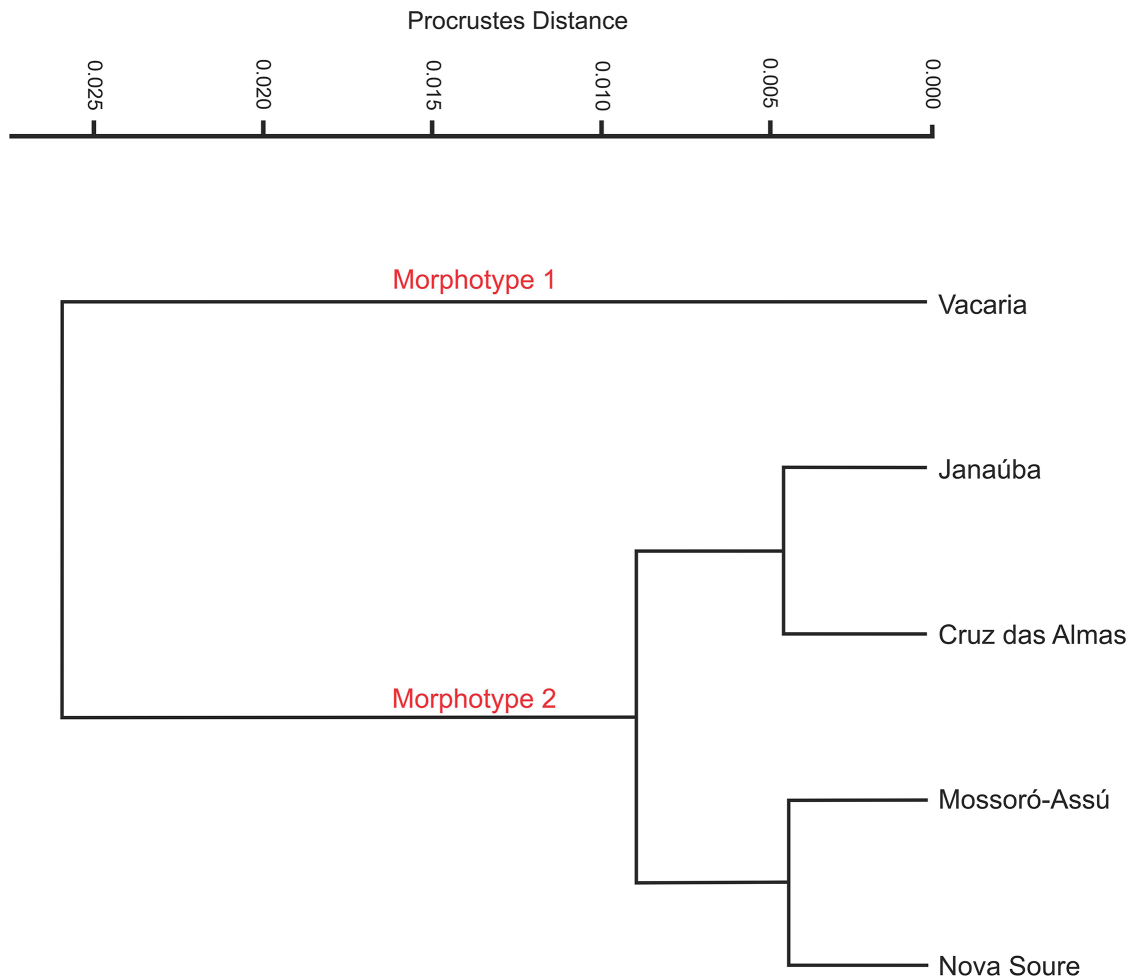 Procrustes Distance
0.025
0.020
0.015
0.010
0.005
0.000
Morphotype 1
Vacaria
Janaúba
Cruz das Almas
Morphotype 2
Mossoró-Assú
Nova Soure